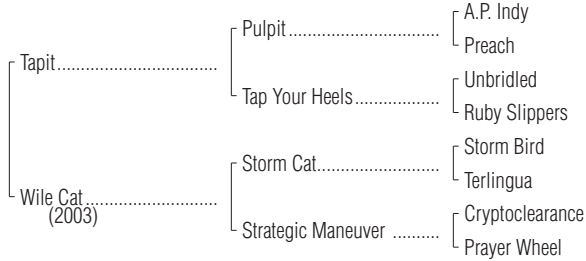 A.P. Indy
Pulpit........................................
Preach
Tapit.....................................
Unbridled
Tap Your Heels......................
Ruby Slippers
Storm Bird
Storm Cat................................
Terlingua
Wile Cat..............................
(2003)
Cryptoclearance
Strategic Maneuver ............
Prayer Wheel